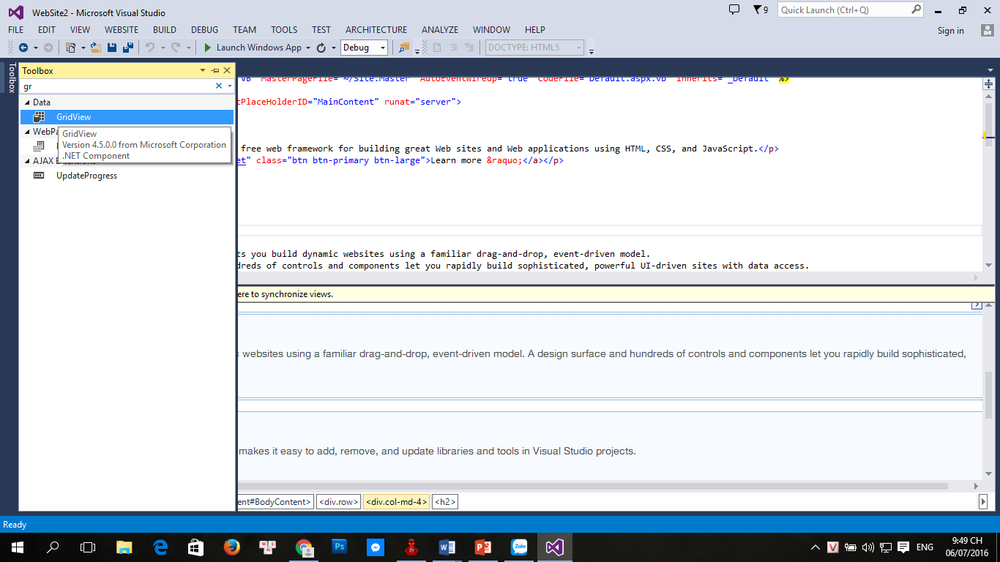 WebSite2 - Microsoft Visual Studio
9
Quick Launch (Ctrl+Q)
FILE EDIT VIEW WEBSITE BUILD DEBUG TEAM TOOLS TEST ARCHITECTURE ANALYZE WINDOW HELP
Sign in
Launch Windows App
Debug
DOCTYPE: HTML5
Toolbox
Toolbox
gr
Data
GridView
WebPa
GridView
Version 4.5.0.0 from Microsoft Corporation
.NET Component
AJAX Extensions
UpdateProgress
VB" MasterPageFile="~/Site.Master" AutoEventWireup="true" CodeFile="Default.aspx.vb" Inherits="_Default" %>
tPlaceHolderID="MainContent" runat="server">
free web framework for building great Web sites and Web applications using HTML, CSS, and JavaScript.</p>
et" class="btn btn-primary btn-large">Learn more &raquo;</a></p>
ts you build dynamic websites using a familiar drag-and-drop, event-driven model.
dreds of controls and components let you rapidly build sophisticated, powerful UI-driven sites with data access.
ere to synchronize views.
c websites using a familiar drag-and-drop, event-driven model. A design surface and hundreds of controls and components let you rapidly build sophisticated,
makes it easy to add, remove, and update libraries and tools in Visual Studio projects.
ent#BodyContent> <div.row> <div.col-md-4> <h2>
Ready
Ps
Zalo
V
ENG
9:49 CH
06/07/2016